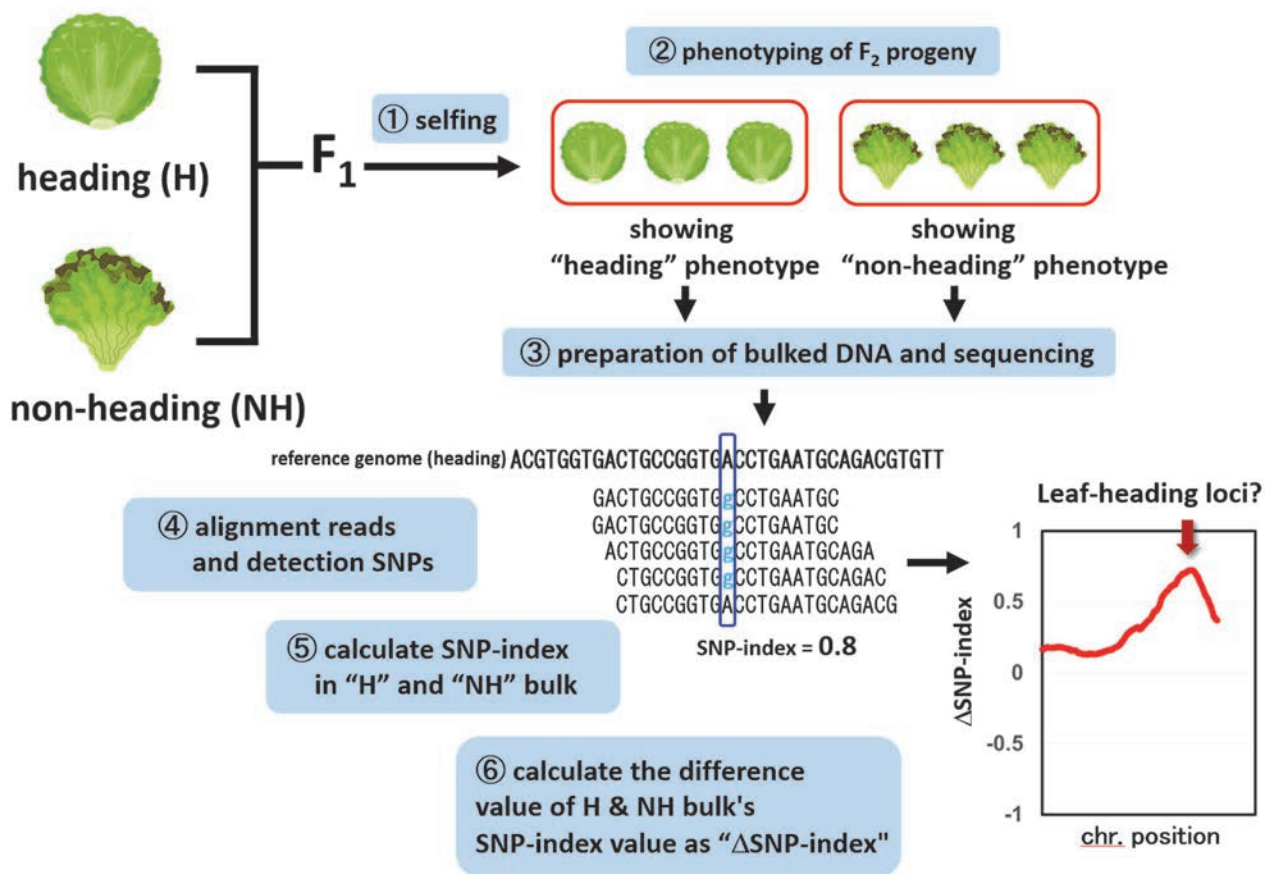 heading (H)
non-heading (NH)
F1
① selfing
② phenotyping of F2 progeny
showing
"heading" phenotype
showing
"non-heading" phenotype
③ preparation of bulked DNA and sequencing
reference genome (heading) ACGTGGTGACTGCCGGTGACCTGAATGCAGACGTGTT
GACTGCCGGTGgCCTGAATGC
GACTGCCGGTGgCCTGAATGC
ACTGCCGGTGgCCTGAATGCAGA
CTGCCGGTGgCCTGAATGCAGAC
CTGCCGGTGACCTGAATGCAGACG
SNP-index = 0.8
④ alignment reads
and detection SNPs
⑤ calculate SNP-index
in "H" and "NH" bulk
⑥ calculate the difference
value of H & NH bulk's
SNP-index value as "ΔSNP-index"
Leaf-heading loci?
1
0.5
0
-0.5
-1
ΔSNP-index
chr. position